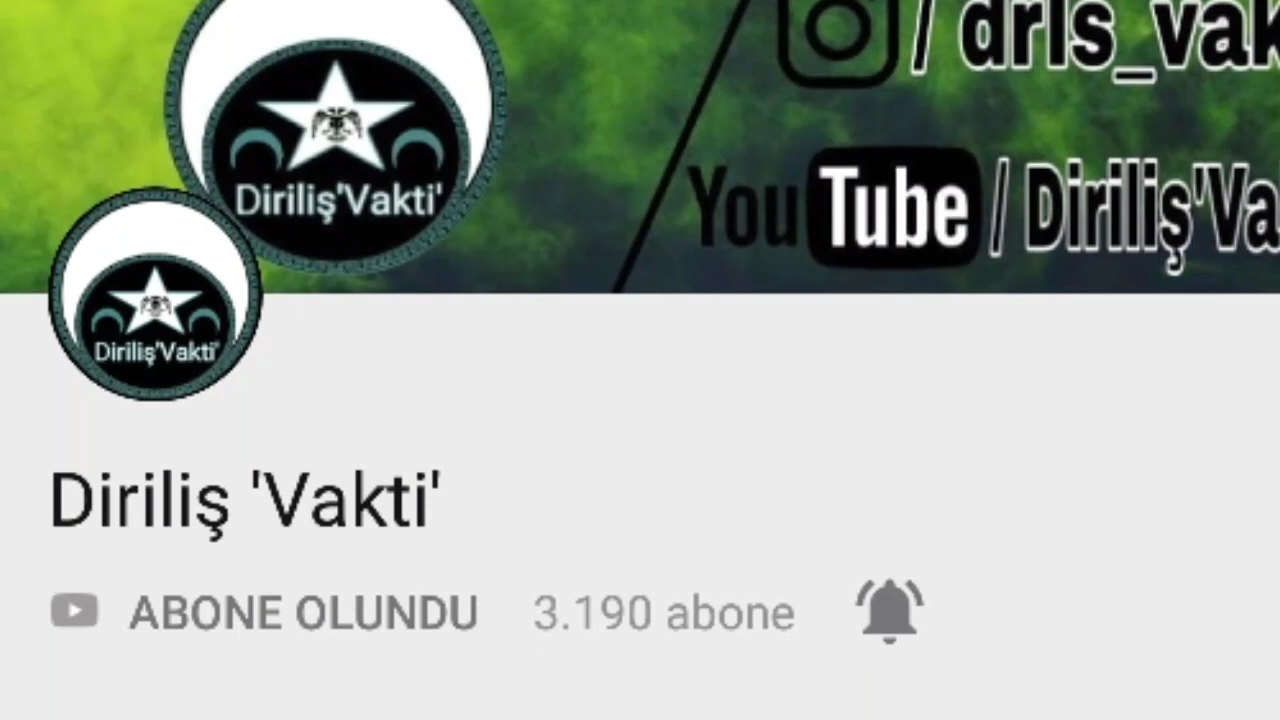 / drls_vak
Diriliş'Vakti'
YouTube / Diriliş'Va
Diriliş'Vakti'
Diriliş 'Vakti'
ABONE OLUNDU 3.190 abone